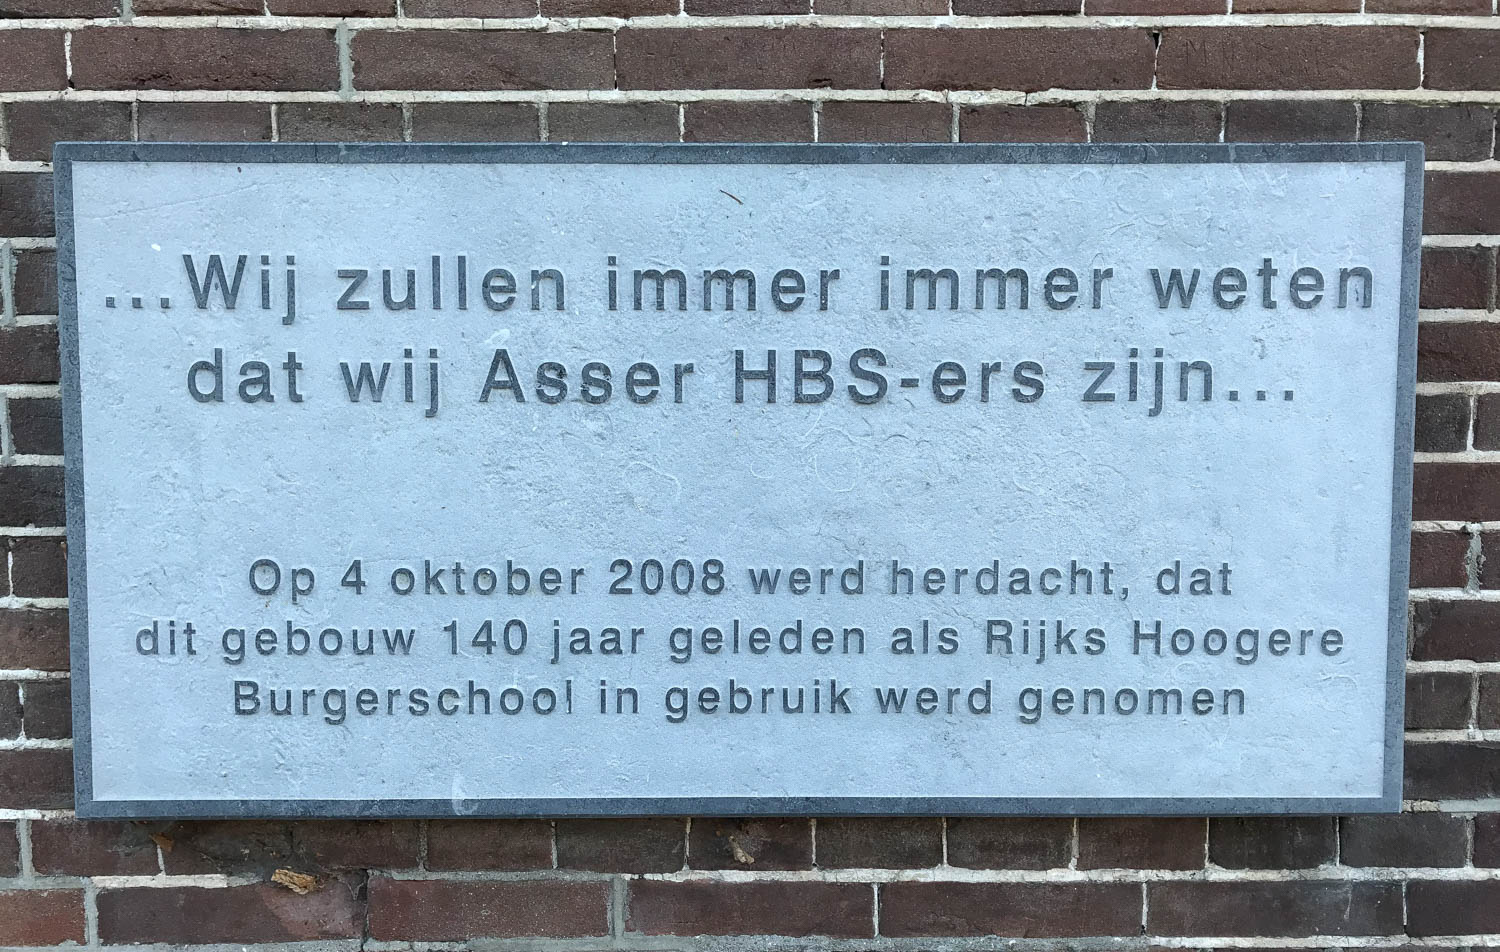 ...Wij zullen immer immer weten
dat wij Asser HBS-ers zijn...
Op 4 oktober 2008 werd herdacht, dat
dit gebouw 140 jaar geleden als Rijks Hoogere
Burgerschool in gebruik werd genomen